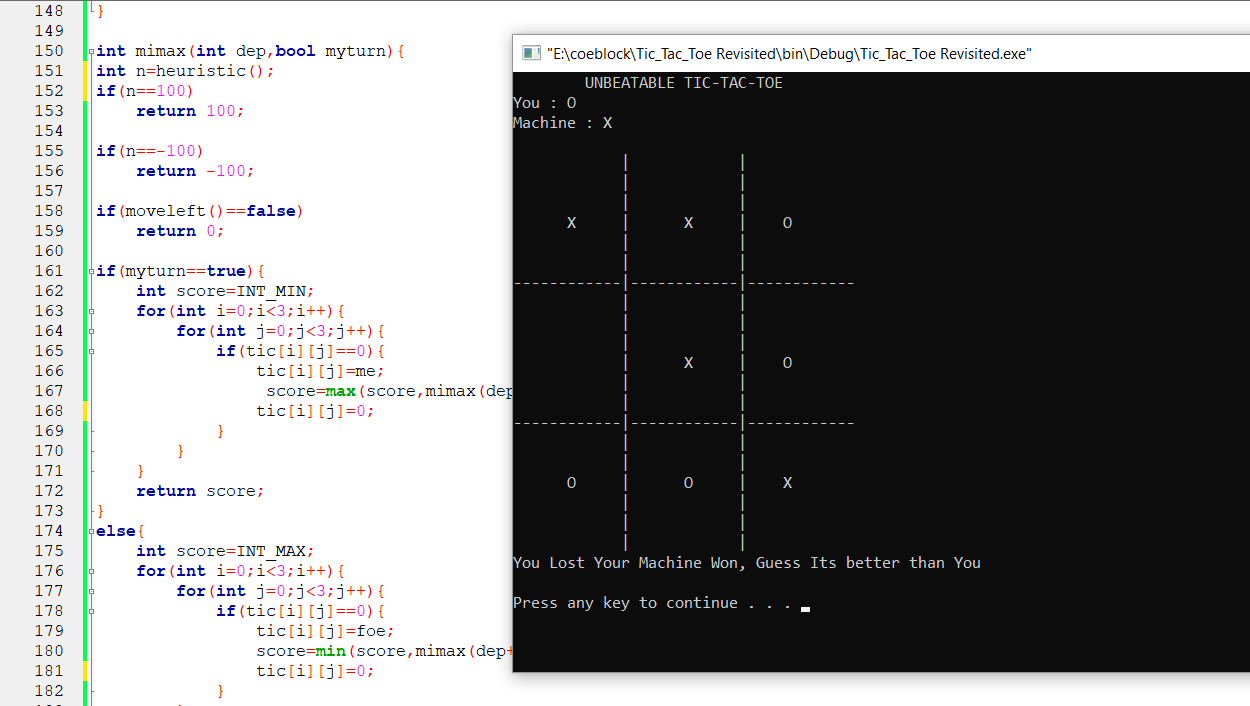 148 }
149
150 int mimax(int dep,bool myturn){
151 int n=heuristic();
152 if(n==100)
153     return 100;
154
155 if(n==-100)
156     return -100;
157
158 if(moveleft()==false)
159     return 0;
160
161 if(myturn==true){
162     int score=INT_MIN;
163     for(int i=0;i<3;i++){
164         for(int j=0;j<3;j++){
165             if(tic[i][j]==0){
166                 tic[i][j]=me;
167                  score=max(score,mimax(dep
168                 tic[i][j]=0;
169             }
170         }
171     }
172     return score;
173 }
174 else{
175     int score=INT_MAX;
176     for(int i=0;i<3;i++){
177         for(int j=0;j<3;j++){
178             if(tic[i][j]==0){
179                 tic[i][j]=foe;
180                 score=min(score,mimax(dep+
181                 tic[i][j]=0;
182             }
"E:\coeblock\Tic_Tac_Toe Revisited\bin\Debug\Tic_Tac_Toe Revisited.exe"
UNBEATABLE TIC-TAC-TOE
You : O
Machine : X
X | X | O
------------|------------|------------
| X | O
------------|------------|------------
O | O | X
You Lost Your Machine Won, Guess Its better than You
Press any key to continue . . .